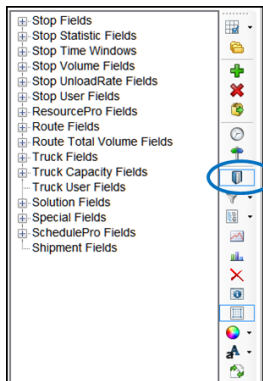 Stop Fields
Stop Statistic Fields
Stop Time Windows
Stop Volume Fields
Stop UnloadRate Fields
Stop User Fields
ResourcePro Fields
Route Fields
Route Total Volume Fields
Truck Fields
Truck Capacity Fields
Truck User Fields
Solution Fields
Special Fields
SchedulePro Fields
Shipment Fields